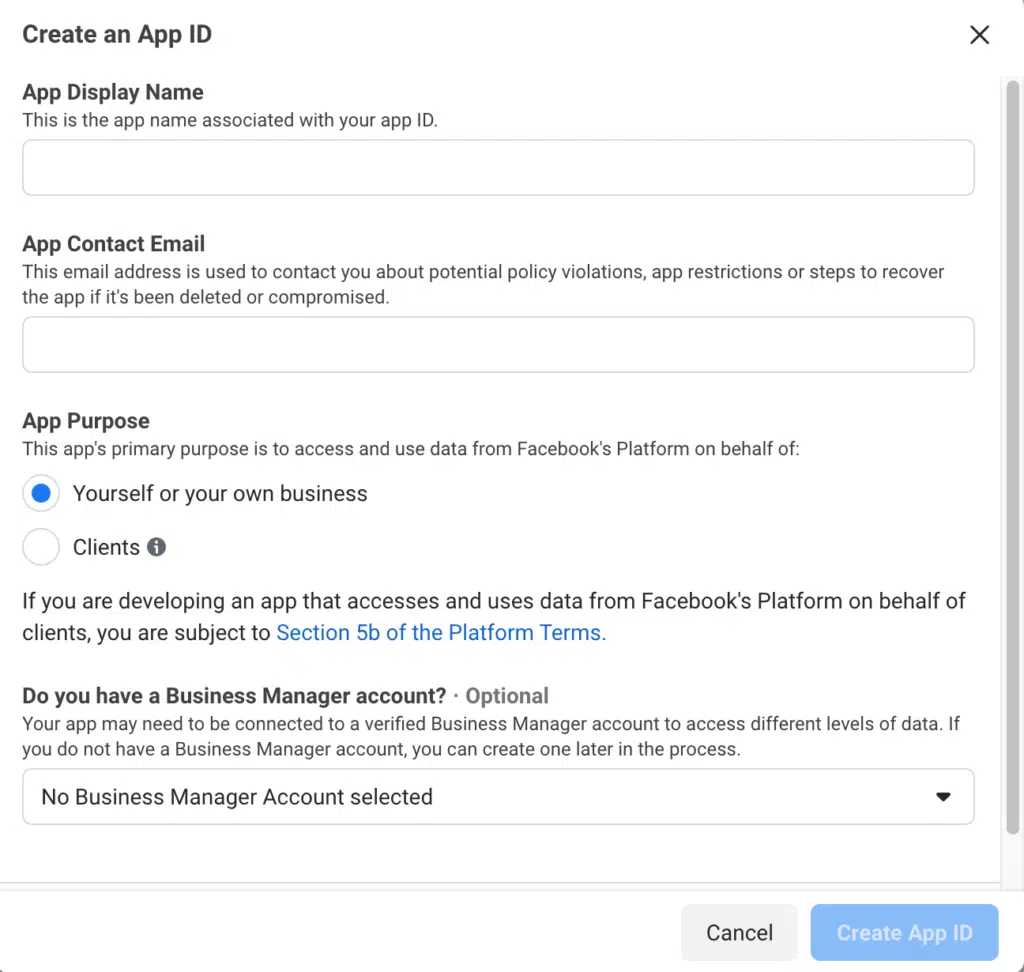 Create an App ID
App Display Name
This is the app name associated with your app ID.
App Contact Email
This email address is used to contact you about potential policy violations, app restrictions or steps to recover
the app if it's been deleted or compromised.
App Purpose
This app's primary purpose is to access and use data from Facebook's Platform on behalf of:
Yourself or your own business
Clients
If you are developing an app that accesses and uses data from Facebook's Platform on behalf of
clients, you are subject to Section 5b of the Platform Terms.
Do you have a Business Manager account? · Optional
Your app may need to be connected to a verified Business Manager account to access different levels of data. If
you do not have a Business Manager account, you can create one later in the process.
No Business Manager Account selected
Cancel
Create App ID